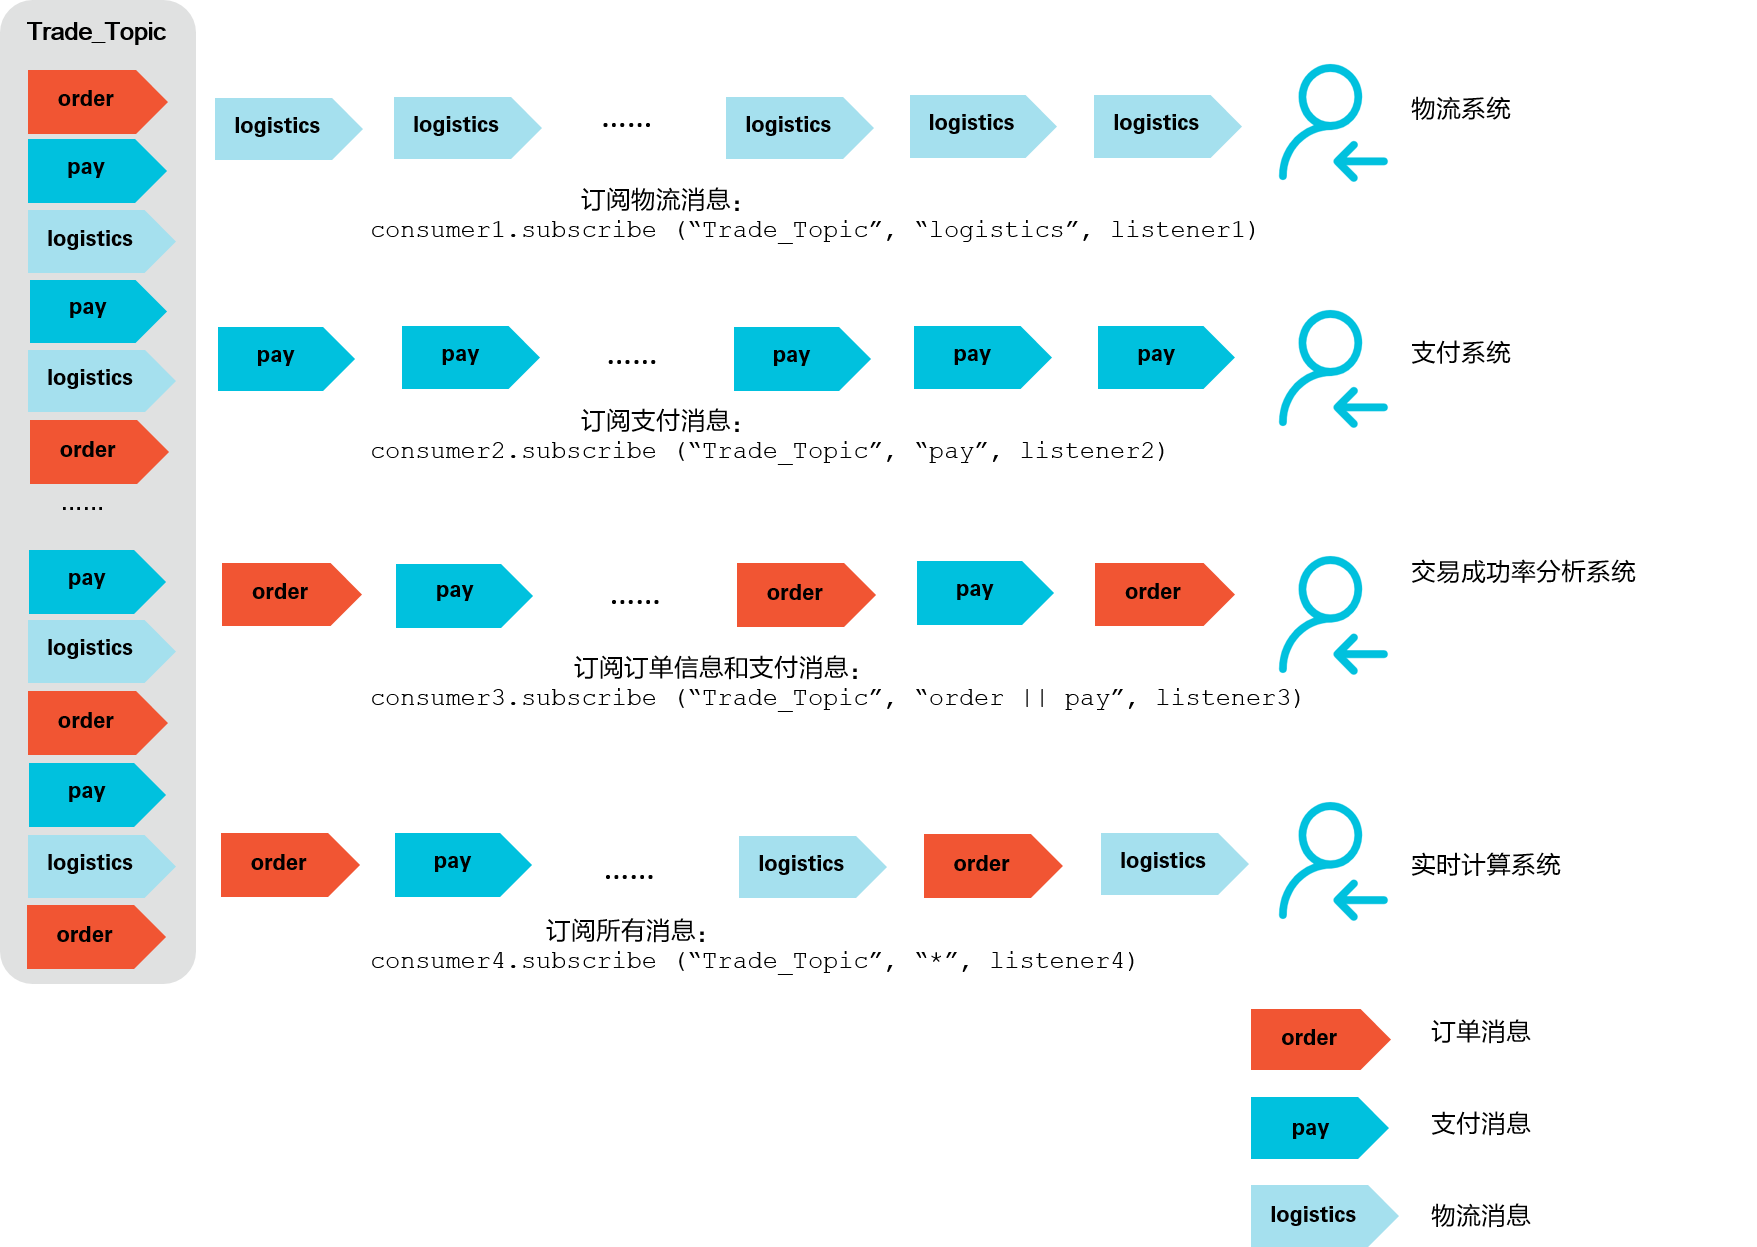 Trade_Topic
order
pay
logistics
pay
logistics
order
······
pay
logistics
order
pay
logistics
order
logistics
logistics
······
logistics
logistics
logistics
物流系统
订阅物流消息：
consumer1.subscribe (“Trade_Topic”, “logistics”, listener1)
pay
pay
······
pay
pay
pay
支付系统
订阅支付消息：
consumer2.subscribe (“Trade_Topic”, “pay”, listener2)
order
pay
······
order
pay
order
交易成功率分析系统
订阅订单信息和支付消息：
consumer3.subscribe (“Trade_Topic”, “order || pay”, listener3)
order
pay
······
logistics
order
logistics
实时计算系统
订阅所有消息：
consumer4.subscribe (“Trade_Topic”, “*”, listener4)
order
订单消息
pay
支付消息
logistics
物流消息